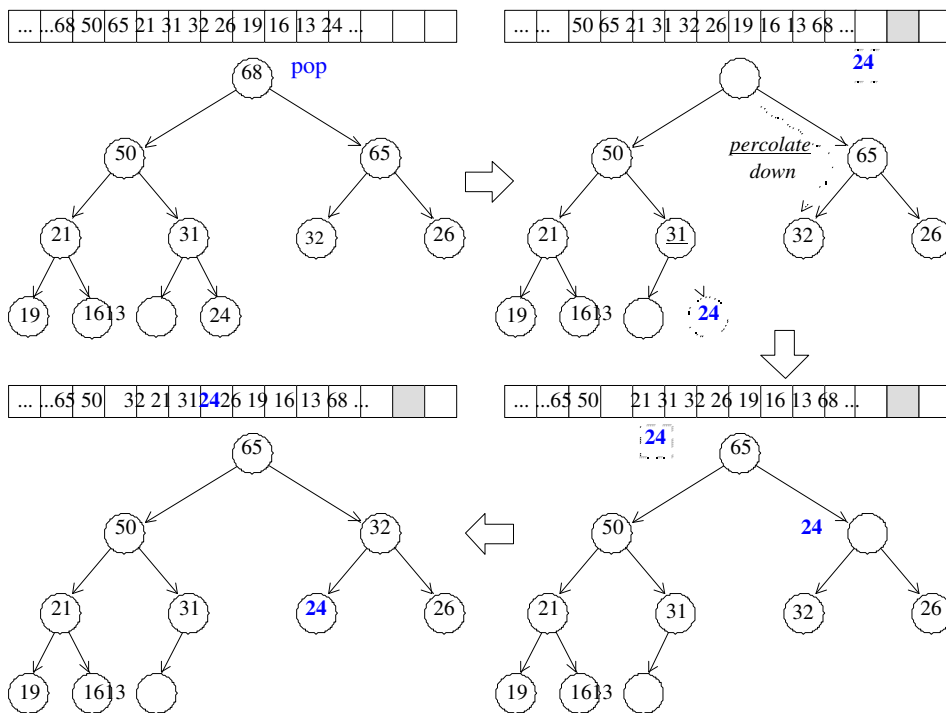 ... ...68 50 65 21 31 32 26 19 16 13 24 ...
68 pop
50 65
21 31 32 26
19 1613 24
... ... 50 65 21 31 32 26 19 16 13 68 ...
24
50 percolate 65
down
21 31 32 26
19 1613 24
... ...65 50 32 21 31 24 26 19 16 13 68 ...
65
50 32
21 31 24 26
19 1613
... ...65 50 21 31 32 26 19 16 13 68 ...
24 65
50 24
21 31 32 26
19 1613